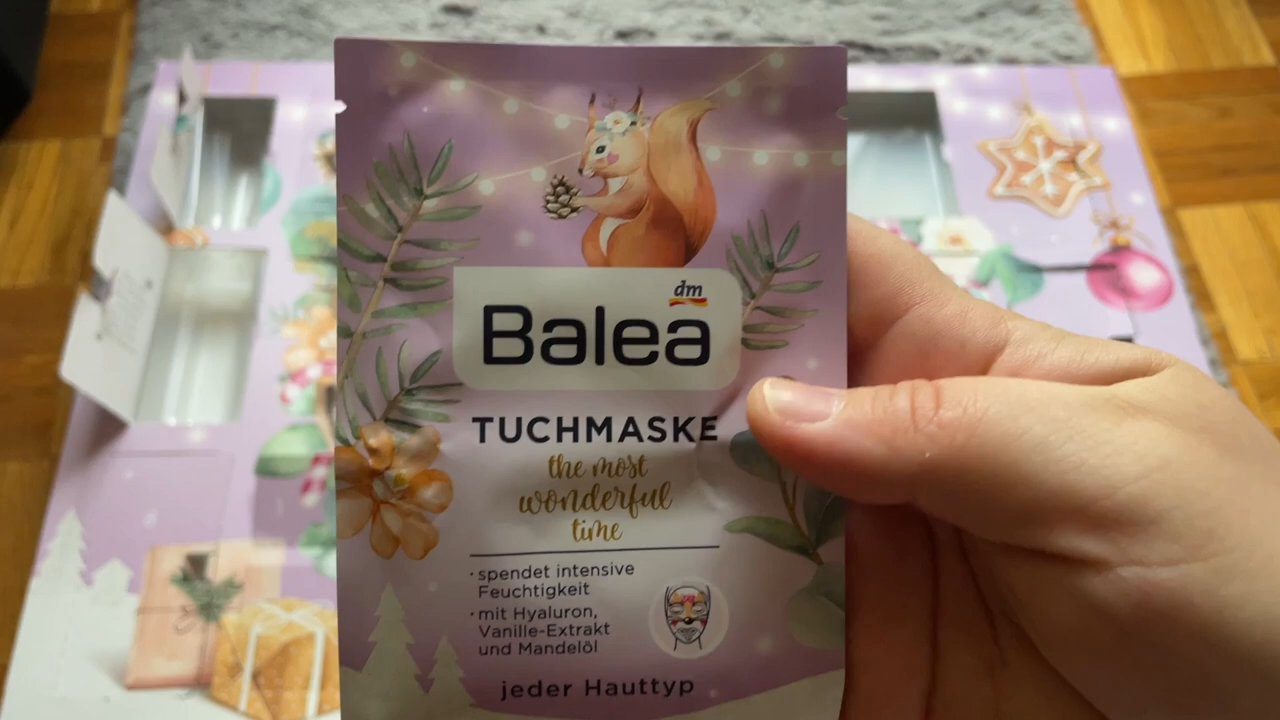 dm
Balea
TUCHMASKE
the most
wonderful
time
· spendet intensive
Feuchtigkeit
· mit Hyaluron,
Vanille-Extrakt
und Mandelöl
jeder Hauttyp